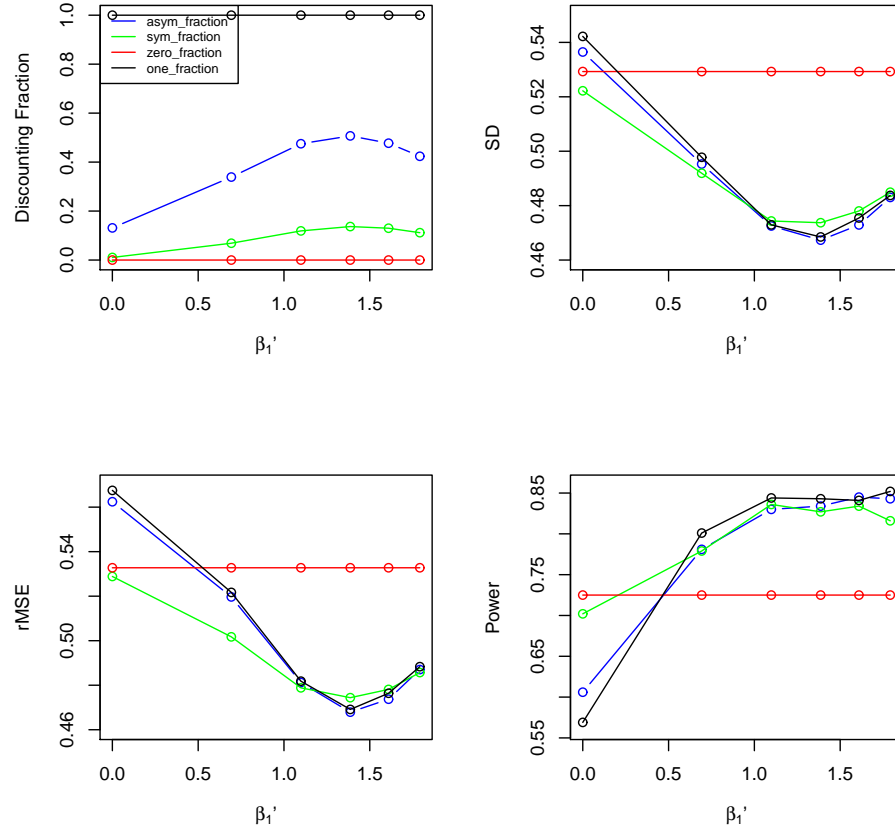 asym_fraction
sym_fraction
zero_fraction
one_fraction
Discounting Fraction
0.0 0.2 0.4 0.6 0.8 1.0
0.0 0.5 1.0 1.5
β1'
SD
0.46 0.48 0.50 0.52 0.54
0.0 0.5 1.0 1.5
β1'
rMSE
0.46 0.50 0.54
0.0 0.5 1.0 1.5
β1'
Power
0.55 0.65 0.75 0.85
0.0 0.5 1.0 1.5
β1'